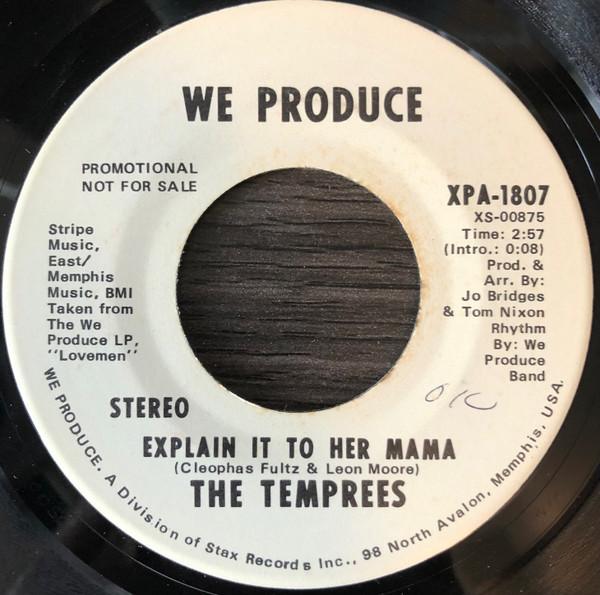 WE PRODUCE
PROMOTIONAL
NOT FOR SALE
Stripe
Music,
East/
Memphis
Music, BMI
Taken from
The We
Produce LP,
"Lovemen"
XPA-1807
XS-00875
Time: 2:57
(Intro.: 0:08)
Prod. &
Arr. By:
Jo Bridges
& Tom Nixon
Rhythm
By: We
Produce
Band
STEREO
EXPLAIN IT TO HER MAMA
(Cleophas Fultz & Leon Moore)
THE TEMPREES
WE PRODUCE. A Division of Stax Records Inc., 98 North Avalon, Memphis, USA.